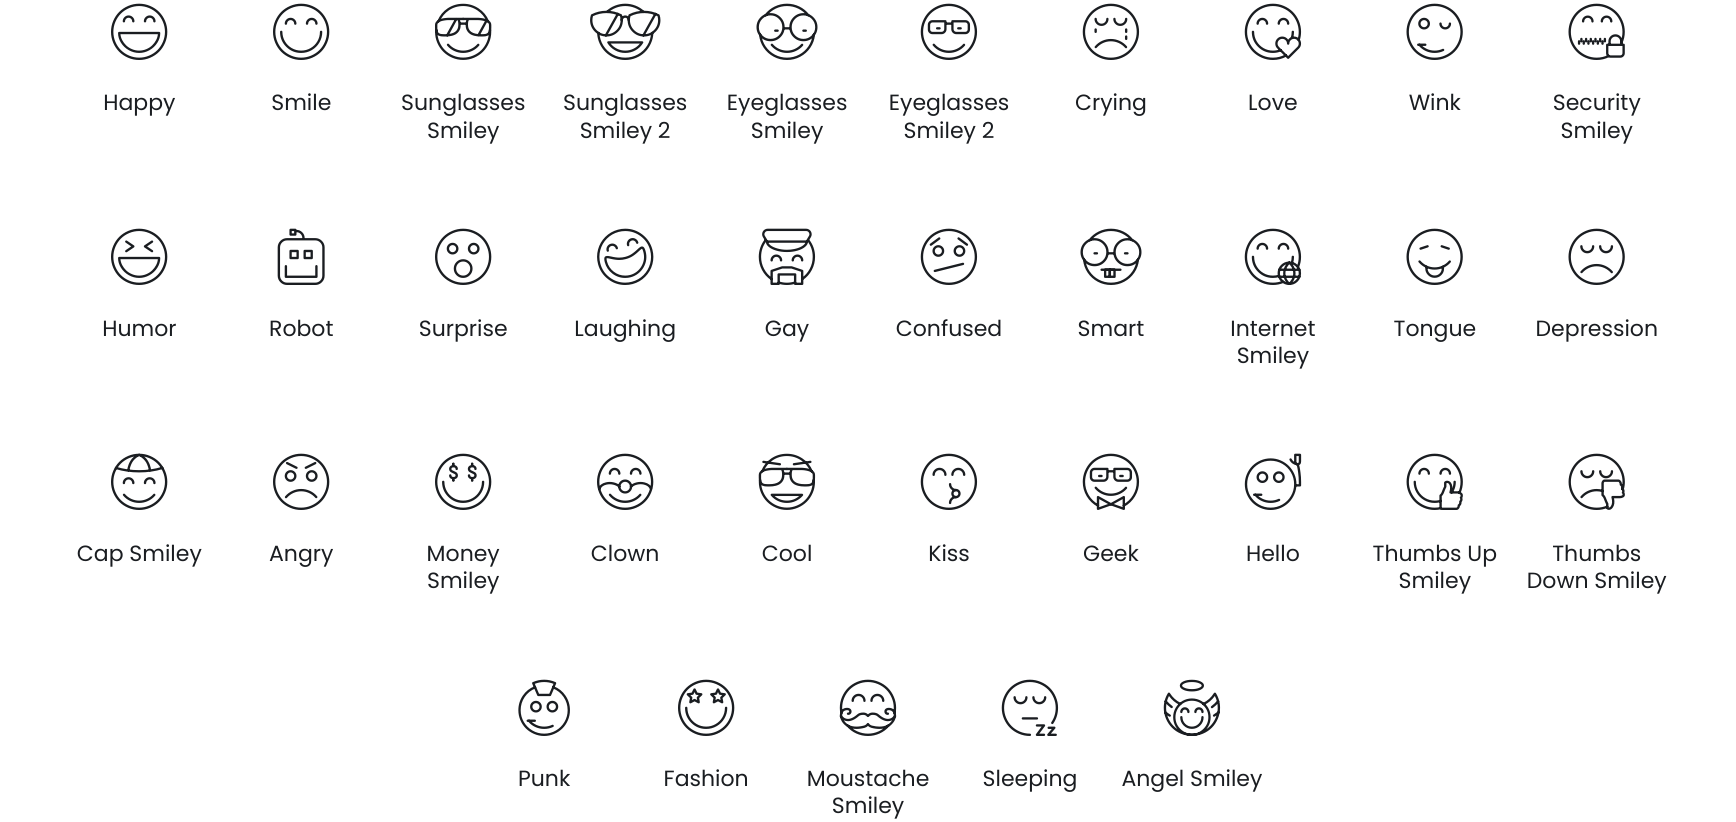 Happy
Smile
Sunglasses
Smiley
Sunglasses
Smiley 2
Eyeglasses
Smiley
Eyeglasses
Smiley 2
Crying
Love
Wink
Security
Smiley
Humor
Robot
Surprise
Laughing
Gay
Confused
Smart
Internet
Smiley
Tongue
Depression
Cap Smiley
Angry
Money
Smiley
Clown
Cool
Kiss
Geek
Hello
Thumbs Up
Smiley
Thumbs
Down Smiley
Punk
Fashion
Moustache
Smiley
Zz
Sleeping
Angel Smiley